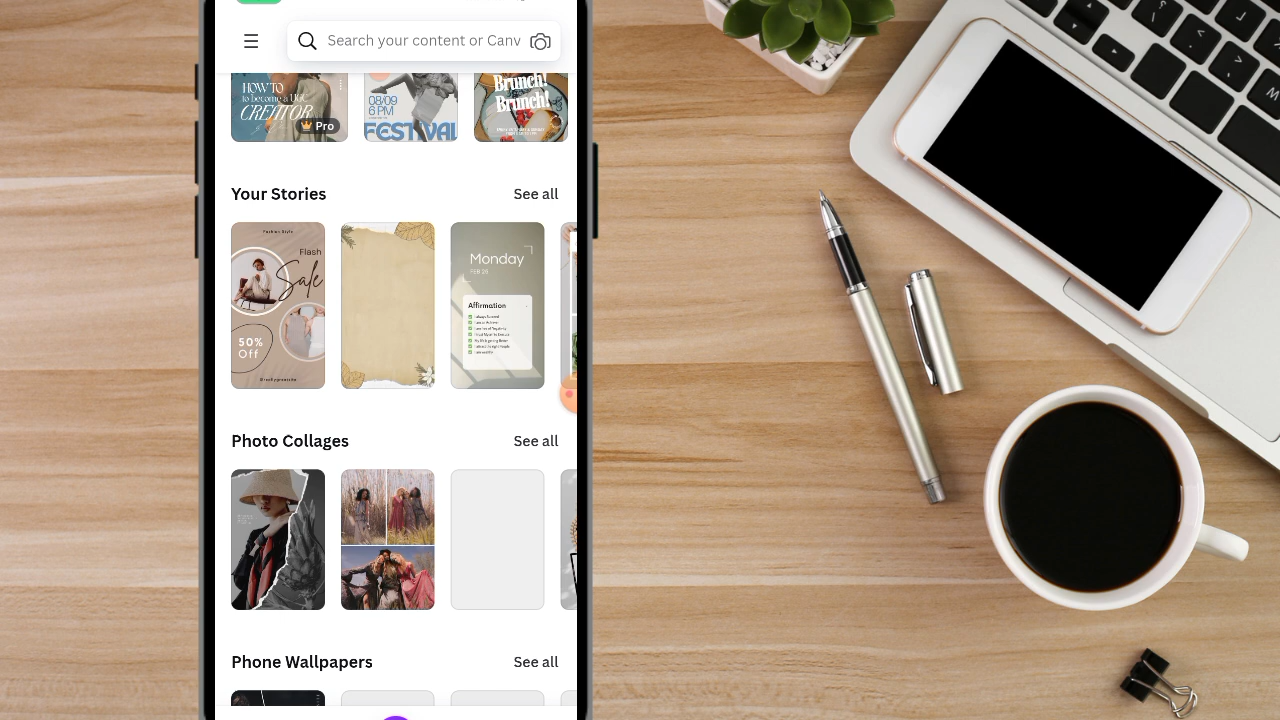 Search your content or Canv
HOW TO
to become a UGC
CREATOR
Pro
08/09
6 PM
FESTIVAL
Brunch!
Brunch!
Your Stories
See all
Fashion Style
Flash
Sale
50%
Off
Monday
FEB 28
Affirmation
Photo Collages
See all
Phone Wallpapers
See all